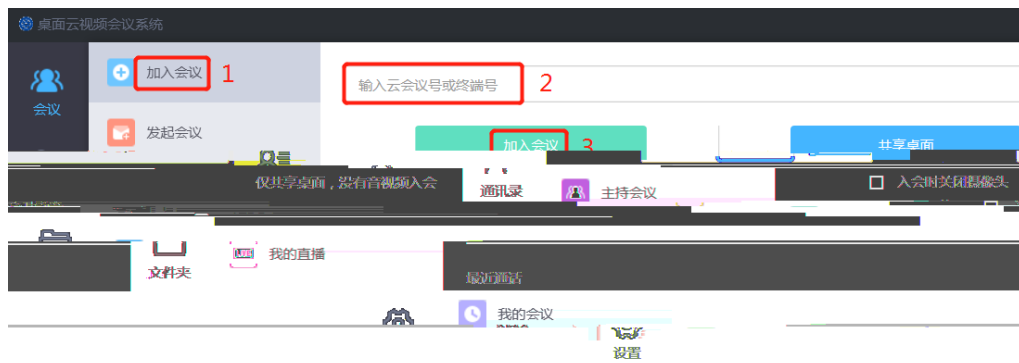 桌面云视频会议系统
加入会议 1
输入云会议号或终端号 2
会议
发起会议
加入会议 3
共享桌面
仅共享桌面，没有音视频入会
通讯录
主持会议
入会时关闭摄像头
文件夹
我的直播
最近通话
我的会议
设置